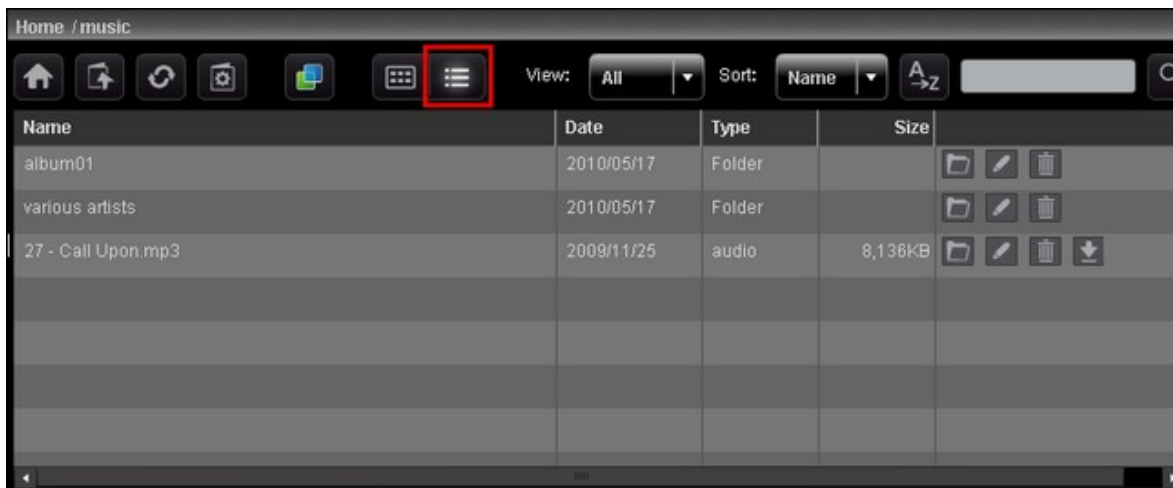 Home / music
View: All Sort: Name A→Z
Name Date Type Size
album01 2010/05/17 Folder
various artists 2010/05/17 Folder
27 - Call Upon.mp3 2009/11/25 audio 8,136KB